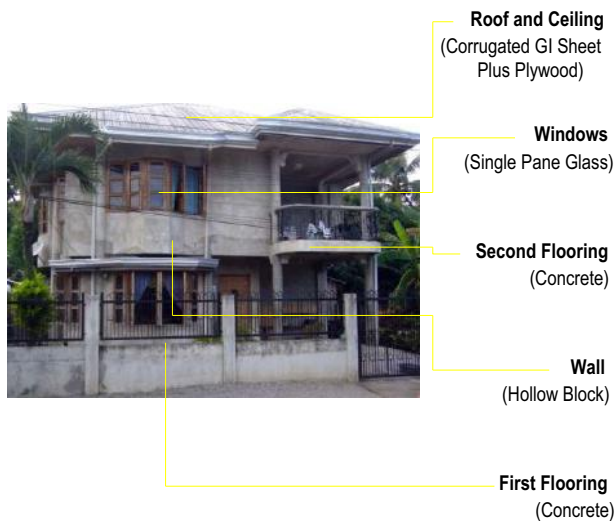 Roof and Ceiling
(Corrugated GI Sheet
Plus Plywood)
Windows
(Single Pane Glass)
Second Flooring
(Concrete)
Wall
(Hollow Block)
First Flooring
(Concrete)